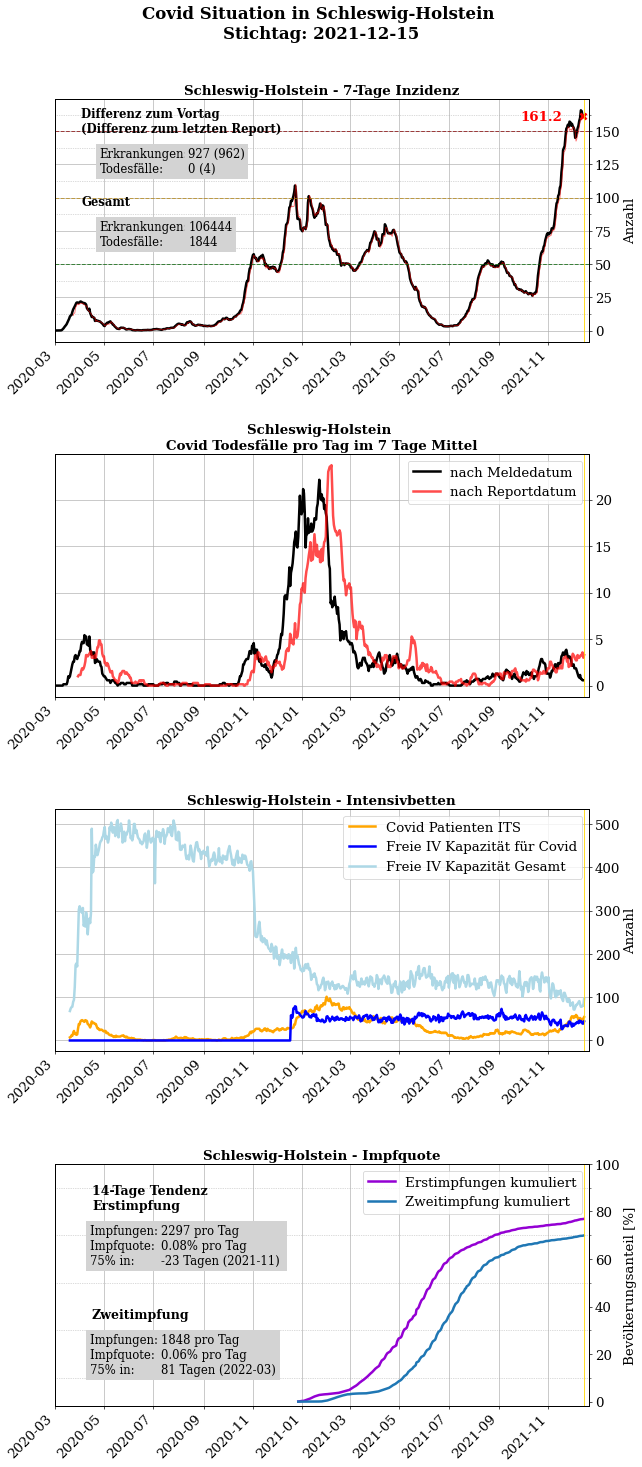 Covid Situation in Schleswig-Holstein
Stichtag: 2021-12-15
Schleswig-Holstein - 7-Tage Inzidenz
Differenz zum Vortag
(Differenz zum letzten Report)
Erkrankungen 927 (962)
Todesfälle: 0 (4)
Gesamt
Erkrankungen 106444
Todesfälle: 1844
161.2
150
125
100
75
50
25
0
Anzahl
2020-03
2020-05
2020-07
2020-09
2020-11
2021-01
2021-03
2021-05
2021-07
2021-09
2021-11
Schleswig-Holstein
Covid Todesfälle pro Tag im 7 Tage Mittel
nach Meldedatum
nach Reportdatum
20
15
10
5
0
2020-03
2020-05
2020-07
2020-09
2020-11
2021-01
2021-03
2021-05
2021-07
2021-09
2021-11
Schleswig-Holstein - Intensivbetten
Covid Patienten ITS
Freie IV Kapazität für Covid
Freie IV Kapazität Gesamt
500
400
300
200
100
0
Anzahl
2020-03
2020-05
2020-07
2020-09
2020-11
2021-01
2021-03
2021-05
2021-07
2021-09
2021-11
Schleswig-Holstein - Impfquote
14-Tage Tendenz
Erstimpfung
Impfungen: 2297 pro Tag
Impfquote: 0.08% pro Tag
75% in: -23 Tagen (2021-11)
Zweitimpfung
Impfungen: 1848 pro Tag
Impfquote: 0.06% pro Tag
75% in: 81 Tagen (2022-03)
Erstimpfungen kumuliert
Zweitimpfung kumuliert
100
80
60
40
20
0
Bevölkerungsanteil [%]
2020-03
2020-05
2020-07
2020-09
2020-11
2021-01
2021-03
2021-05
2021-07
2021-09
2021-11